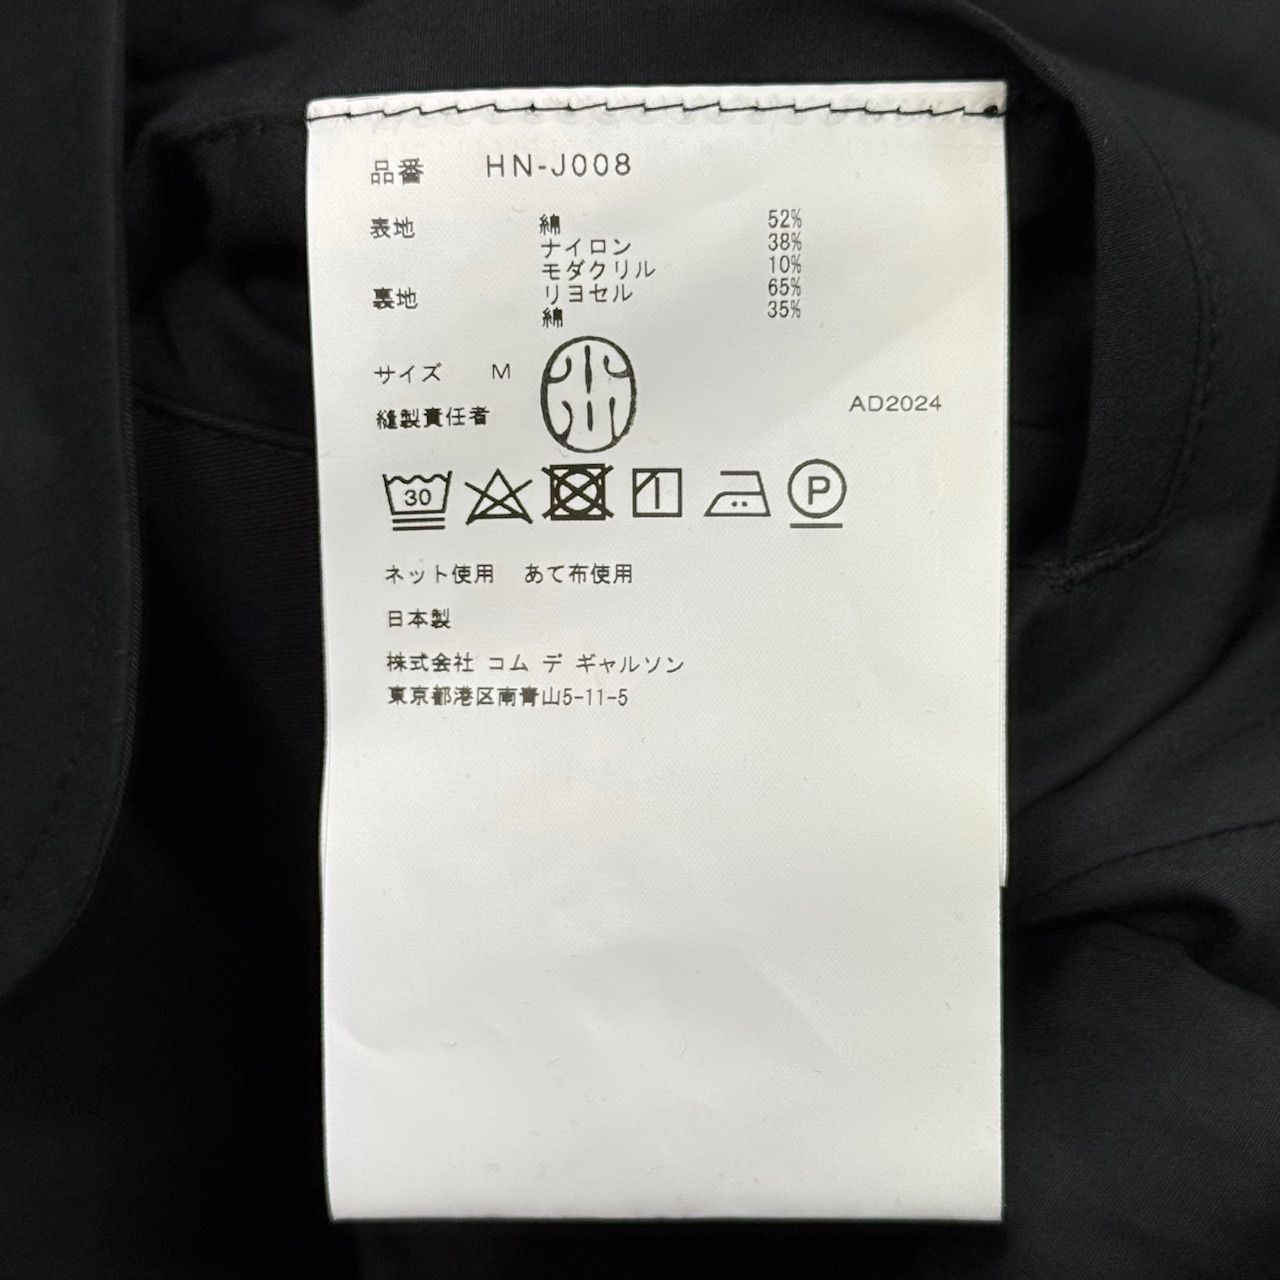 品番 HN-J008
表地 綿 52%
ナイロン 38%
モダクリル 10%
裏地 リヨセル 65%
綿 35%
サイズ M
縫製責任者 AD2024
30 P
ネット使用 あて布使用
日本製
株式会社 コム デ ギャルソン
東京都港区南青山5-11-5